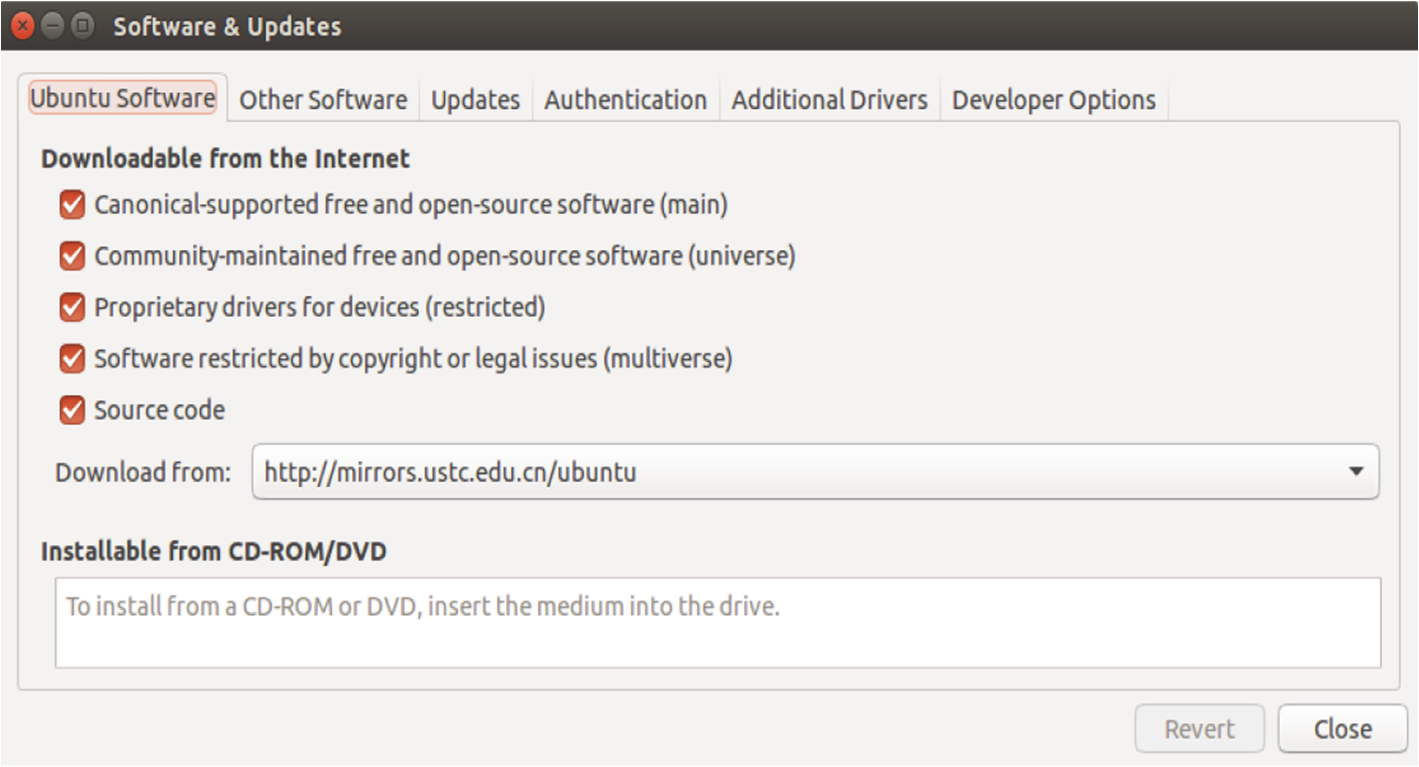 Software & Updates
Ubuntu Software Other Software Updates Authentication Additional Drivers Developer Options
Downloadable from the Internet
Canonical-supported free and open-source software (main)
Community-maintained free and open-source software (universe)
Proprietary drivers for devices (restricted)
Software restricted by copyright or legal issues (multiverse)
Source code
Download from: http://mirrors.ustc.edu.cn/ubuntu
Installable from CD-ROM/DVD
To install from a CD-ROM or DVD, insert the medium into the drive.
Revert Close